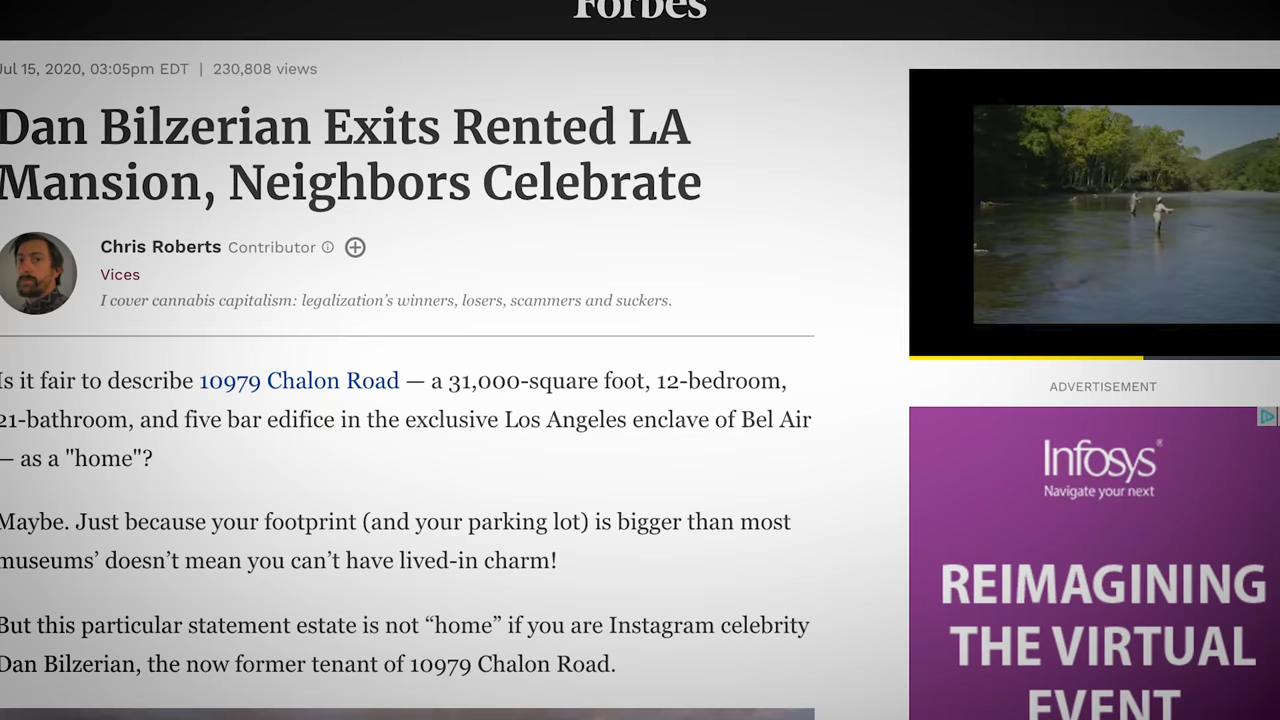 Forbes
Jul 15, 2020, 03:05pm EDT | 230,808 views
Dan Bilzerian Exits Rented LA
Mansion, Neighbors Celebrate
Chris Roberts Contributor
Vices
I cover cannabis capitalism: legalization's winners, losers, scammers and suckers.
Is it fair to describe 10979 Chalon Road — a 31,000-square foot, 12-bedroom,
21-bathroom, and five bar edifice in the exclusive Los Angeles enclave of Bel Air
— as a "home"?
Maybe. Just because your footprint (and your parking lot) is bigger than most
museums’ doesn’t mean you can’t have lived-in charm!
But this particular statement estate is not “home” if you are Instagram celebrity
Dan Bilzerian, the now former tenant of 10979 Chalon Road.
ADVERTISEMENT
Infosys®
Navigate your next
REIMAGINING
THE VIRTUAL
EVENT